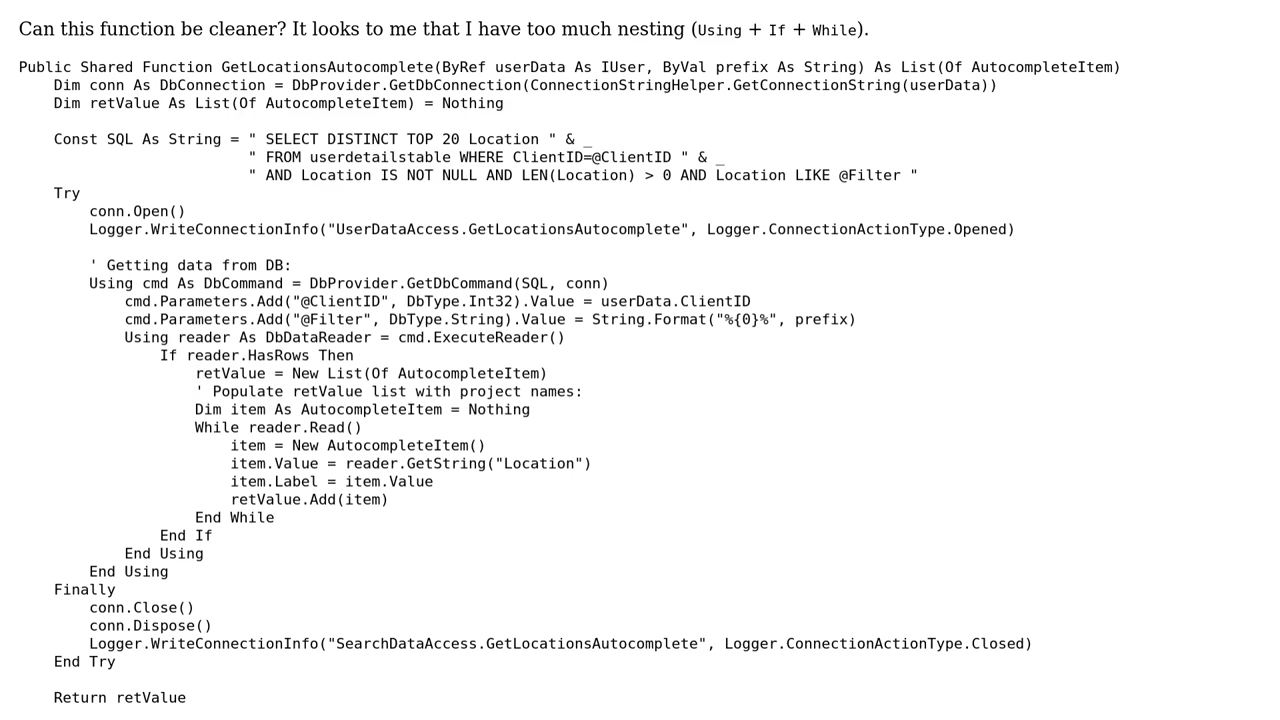 Can this function be cleaner? It looks to me that I have too much nesting (Using + If + While).
Public Shared Function GetLocationsAutocomplete(ByRef userData As IUser, ByVal prefix As String) As List(Of AutocompleteItem)
    Dim conn As DbConnection = DbProvider.GetDbConnection(ConnectionStringHelper.GetConnectionString(userData))
    Dim retValue As List(Of AutocompleteItem) = Nothing

    Const SQL As String = " SELECT DISTINCT TOP 20 Location " & _
                          " FROM userdetailstable WHERE ClientID=@ClientID " & _
                          " AND Location IS NOT NULL AND LEN(Location) > 0 AND Location LIKE @Filter "
    Try
        conn.Open()
        Logger.WriteConnectionInfo("UserDataAccess.GetLocationsAutocomplete", Logger.ConnectionActionType.Opened)

        ' Getting data from DB:
        Using cmd As DbCommand = DbProvider.GetDbCommand(SQL, conn)
            cmd.Parameters.Add("@ClientID", DbType.Int32).Value = userData.ClientID
            cmd.Parameters.Add("@Filter", DbType.String).Value = String.Format("%{0}%", prefix)
            Using reader As DbDataReader = cmd.ExecuteReader()
                If reader.HasRows Then
                    retValue = New List(Of AutocompleteItem)
                    ' Populate retValue list with project names:
                    Dim item As AutocompleteItem = Nothing
                    While reader.Read()
                        item = New AutocompleteItem()
                        item.Value = reader.GetString("Location")
                        item.Label = item.Value
                        retValue.Add(item)
                    End While
                End If
            End Using
        End Using
    Finally
        conn.Close()
        conn.Dispose()
        Logger.WriteConnectionInfo("SearchDataAccess.GetLocationsAutocomplete", Logger.ConnectionActionType.Closed)
    End Try

    Return retValue